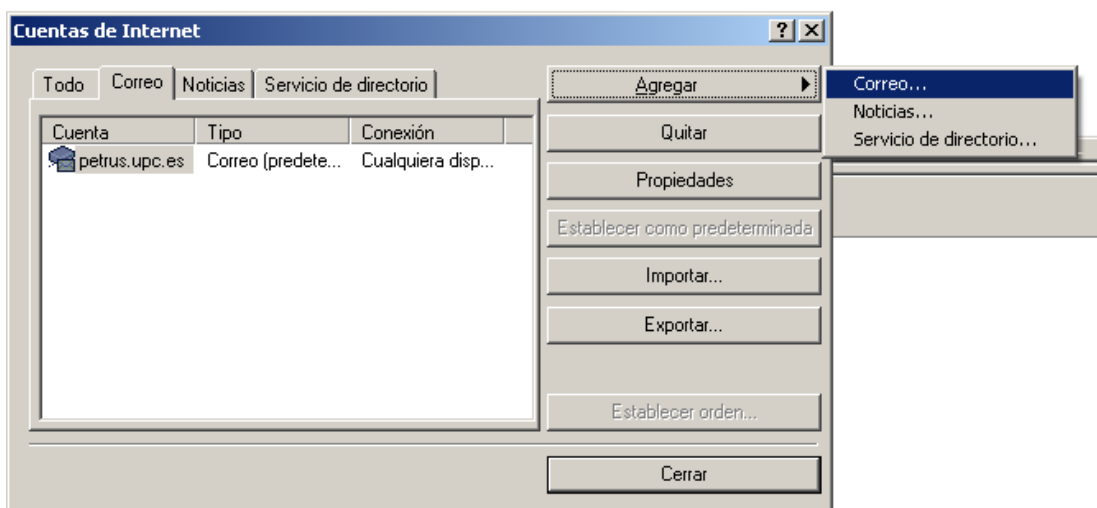 Cuentas de Internet
Todo Correo Noticias Servicio de directorio
Cuenta Tipo Conexión
petrus.upc.es Correo (predete... Cualquiera disp...
Agregar
Quitar
Propiedades
Establecer como predeterminada
Importar...
Exportar...
Establecer orden...
Cerrar
Correo...
Noticias...
Servicio de directorio...